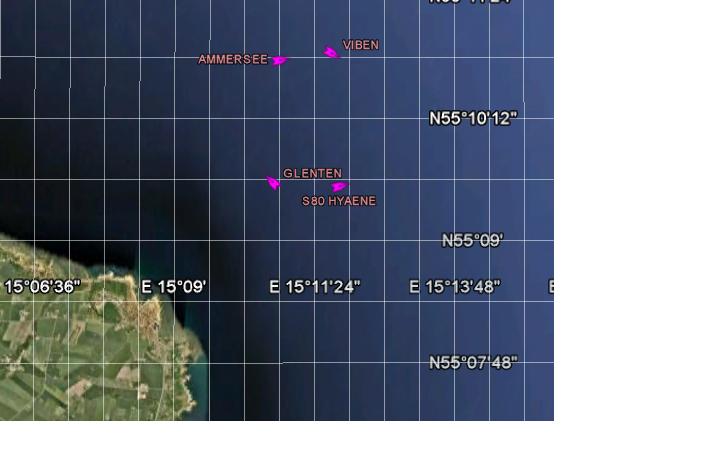 VIBEN
AMMERSEE
N55°10'12"
GLENTEN
S80 HYAENE
N55°09'
15°06'36" E 15°09' E 15°11'24" E 15°13'48"
N55°07'48"